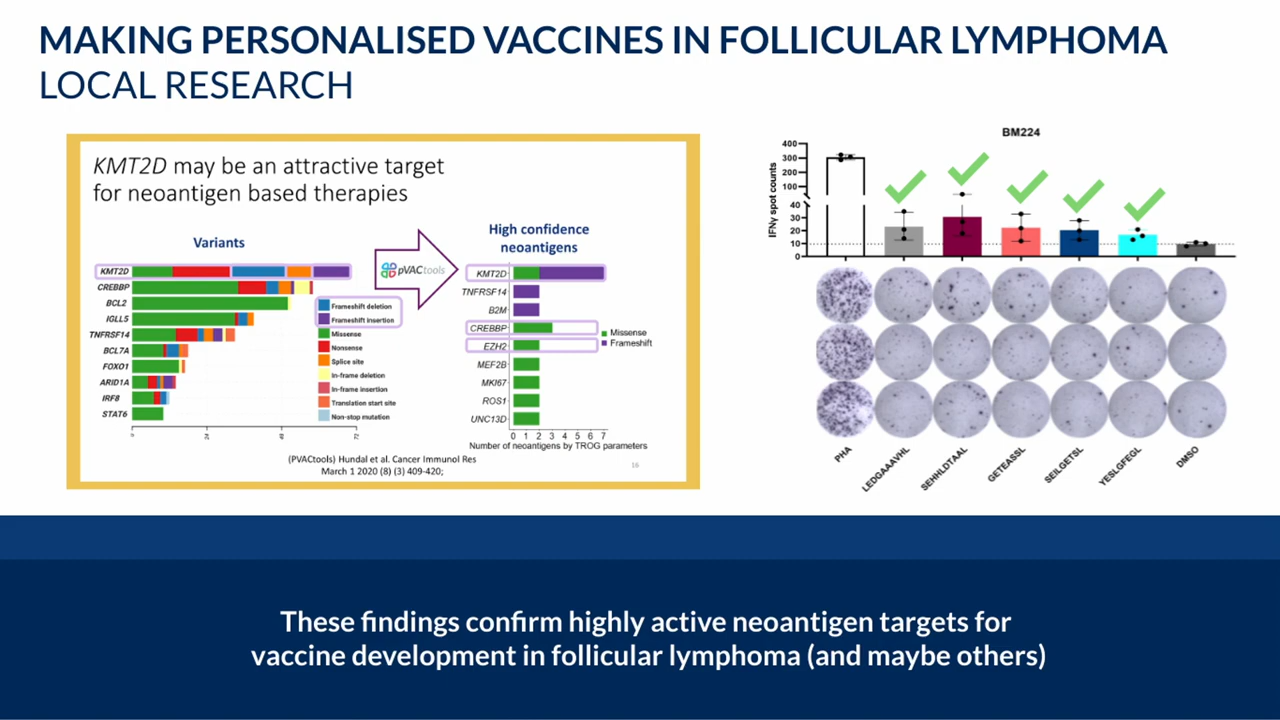 MAKING PERSONALISED VACCINES IN FOLLICULAR LYMPHOMA
LOCAL RESEARCH
KMT2D may be an attractive target
for neoantigen based therapies
Variants
KMT2D
CREBBP
BCL2
IGLL5
TNFRSF14
BCL7A
FOXO1
ARID1A
IRF8
STAT6
0
24
48
72
Frameshift deletion
Frameshift insertion
Missense
Nonsense
Splice site
In-frame deletion
In-frame insertion
Translation start site
Non-stop mutation
pVACtools
High confidence
neoantigens
KMT2D
TNFRSF14
B2M
CREBBP
EZH2
MEF2B
MKI67
ROS1
UNC13D
Missense
Frameshift
0 1 2 3 4 5 6 7
Number of neoantigens by TROG parameters
(PVACtools) Hundal et al. Cancer Immunol Res
March 1 2020 (8) (3) 409-420;
16
BM224
IFNγ spot counts
400
300
200
100
40
30
20
10
0
PHA
LEDGAAAVHL
SEHHLDTAAL
GETEASSL
SEILGETSL
YESLGFEGL
DMSO
These findings confirm highly active neoantigen targets for
vaccine development in follicular lymphoma (and maybe others)